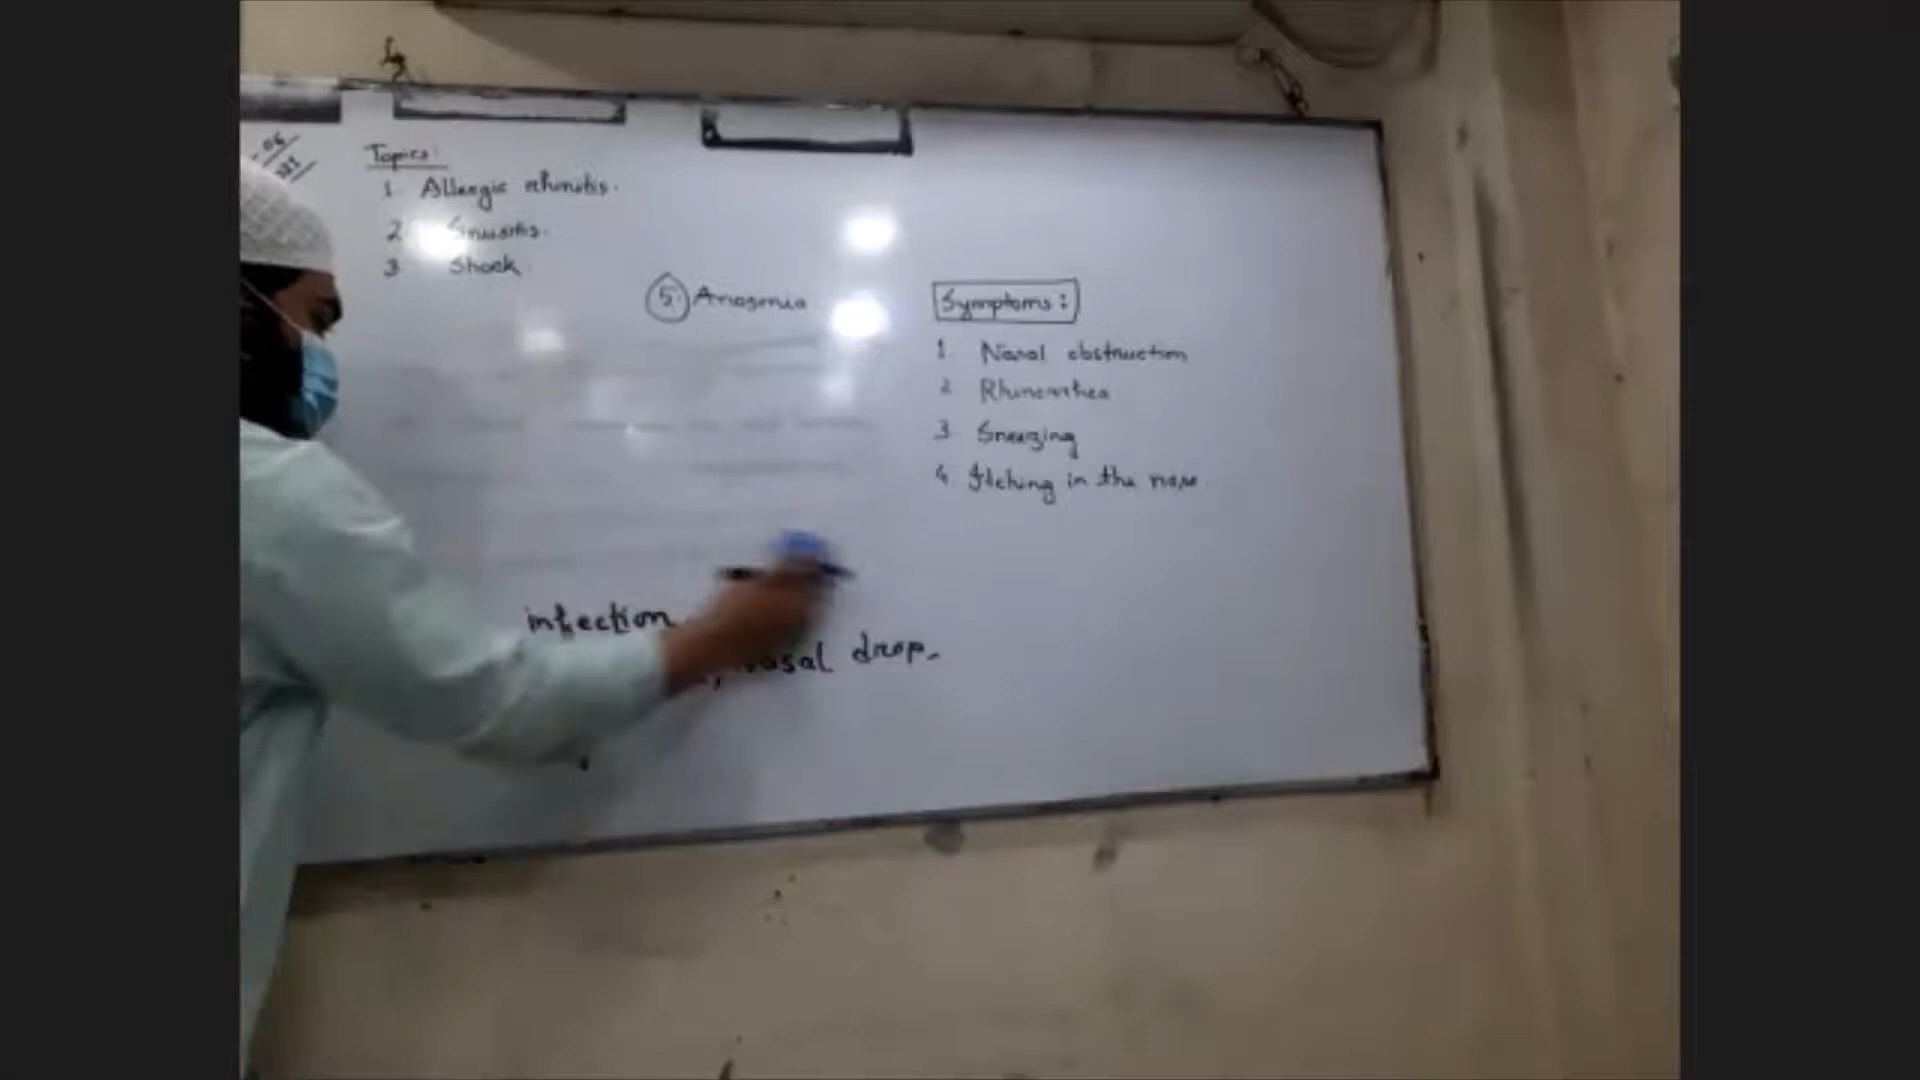 Topics:
1 Allergic rhinitis.
2 Sinusitis.
3 Shock
5. Anosmia
Symptoms:
1. Nasal obstruction
2 Rhinorrhea
3 Sneezing
4 Itching in the nose
infection
nasal drop.